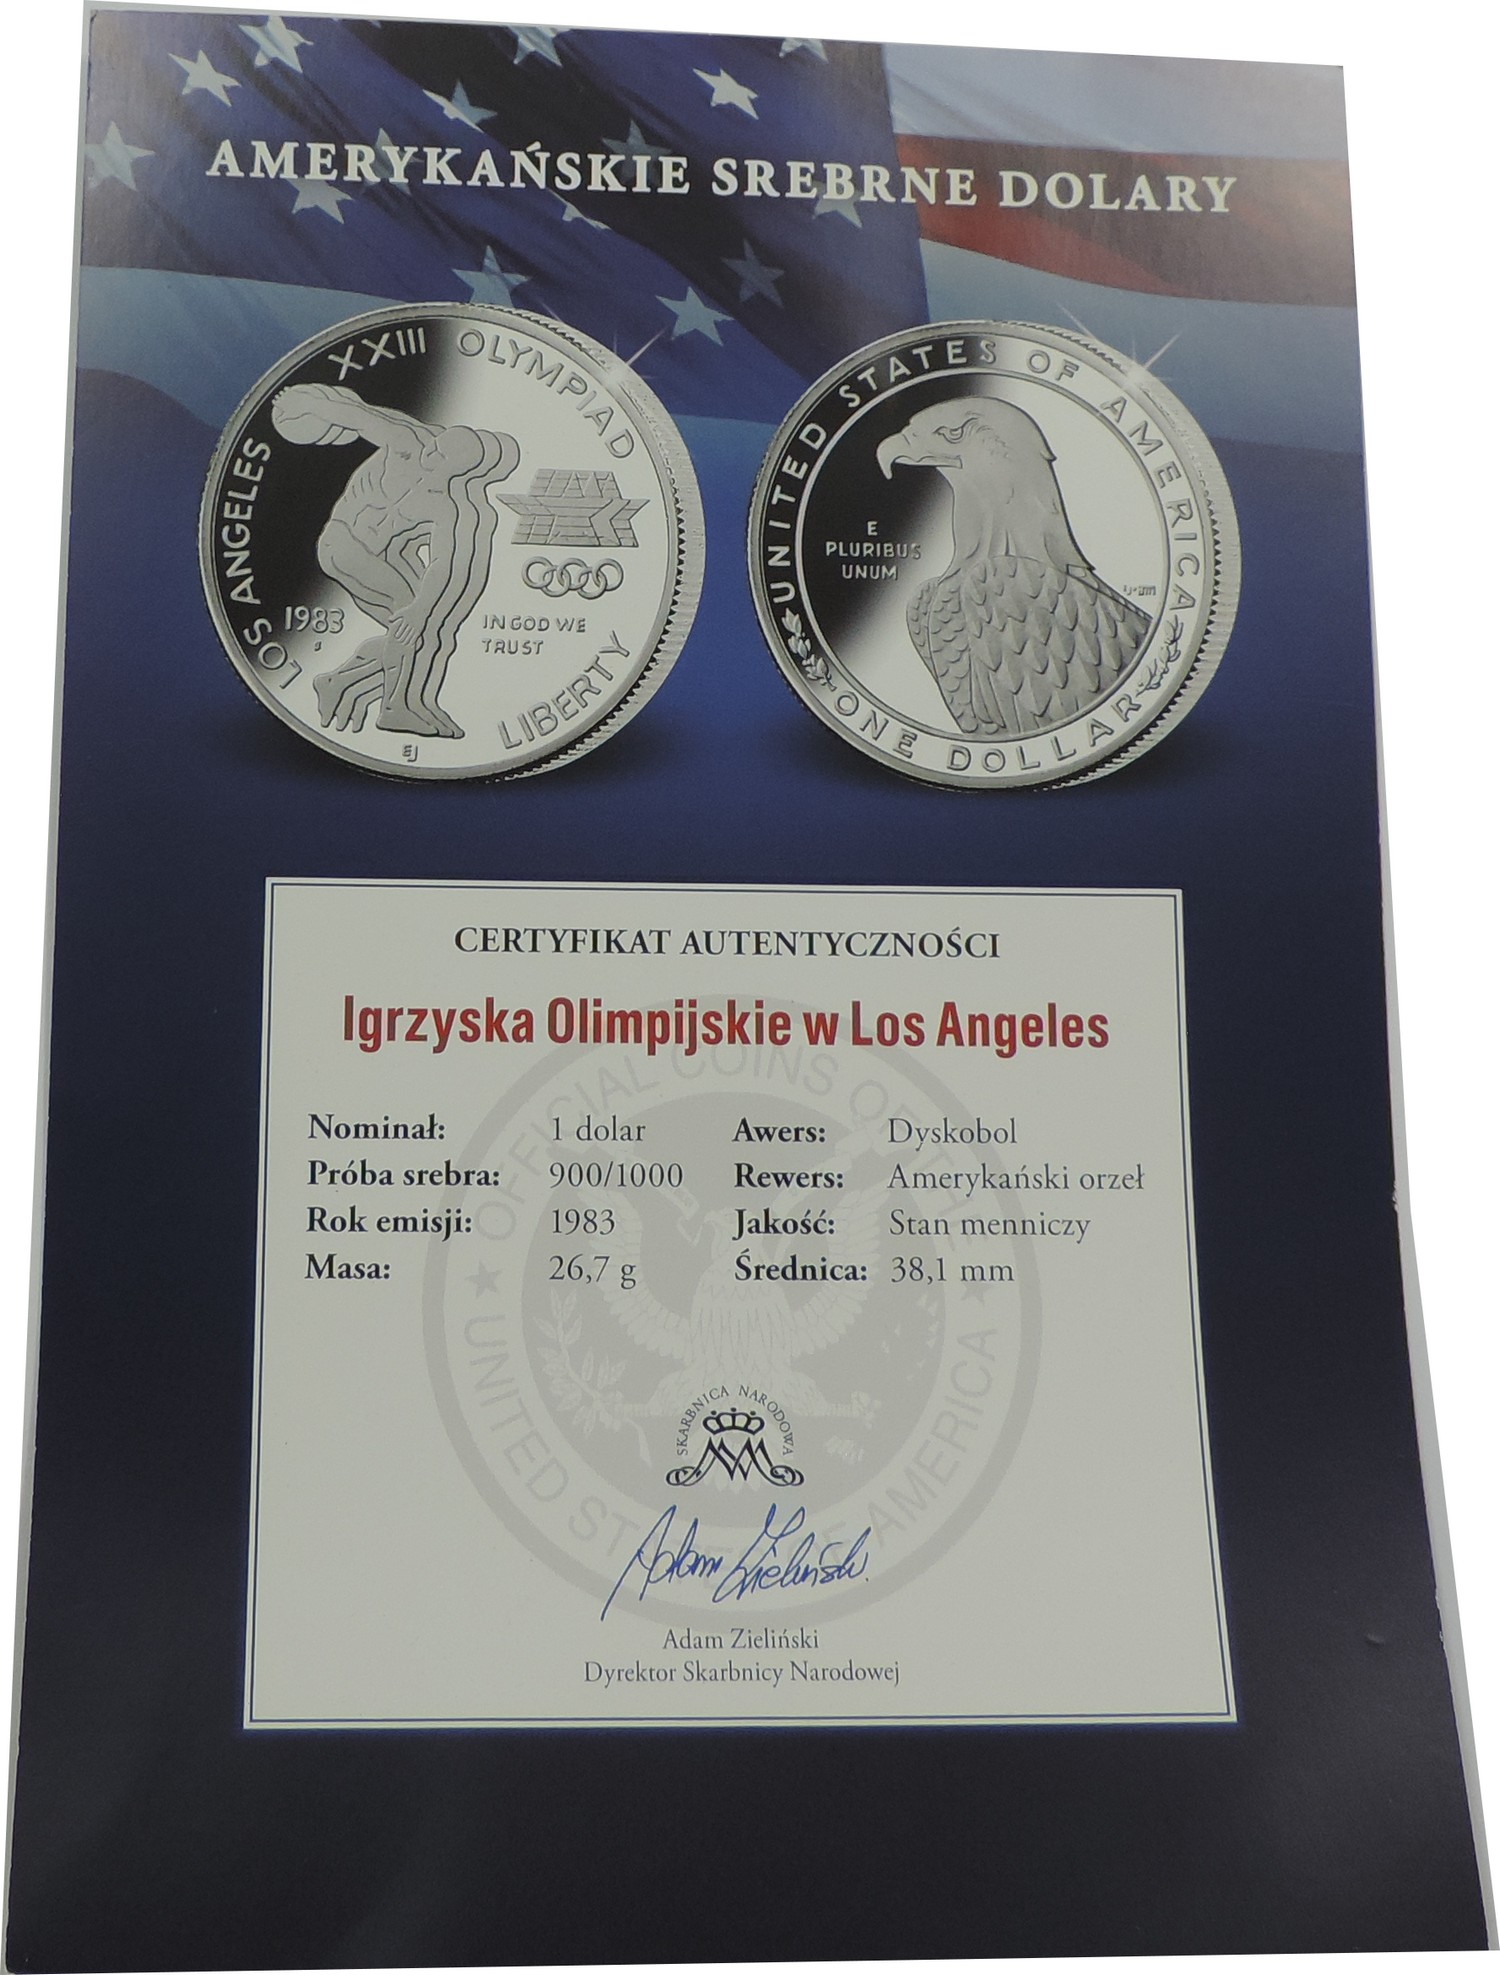 AMERYKAŃSKIE SREBRNE DOLARY
XXIII OLYMPIAD
LOS ANGELES
1983
S
IN GOD WE
TRUST
LIBERTY
EJ
UNITED STATES OF AMERICA
E
PLURIBUS
UNUM
ONE DOLLAR
CERTYFIKAT AUTENTYCZNOŚCI
Igrzyska Olimpijskie w Los Angeles
OFFICIAL COINS OF THE
UNITED STATES OF AMERICA
Nominał: 1 dolar Awers: Dyskobol
Próba srebra: 900/1000 Rewers: Amerykański orzeł
Rok emisji: 1983 Jakość: Stan menniczy
Masa: 26,7 g Średnica: 38,1 mm
SKARBNICA NARODOWA
Adam Zieliński
Adam Zieliński
Dyrektor Skarbnicy Narodowej